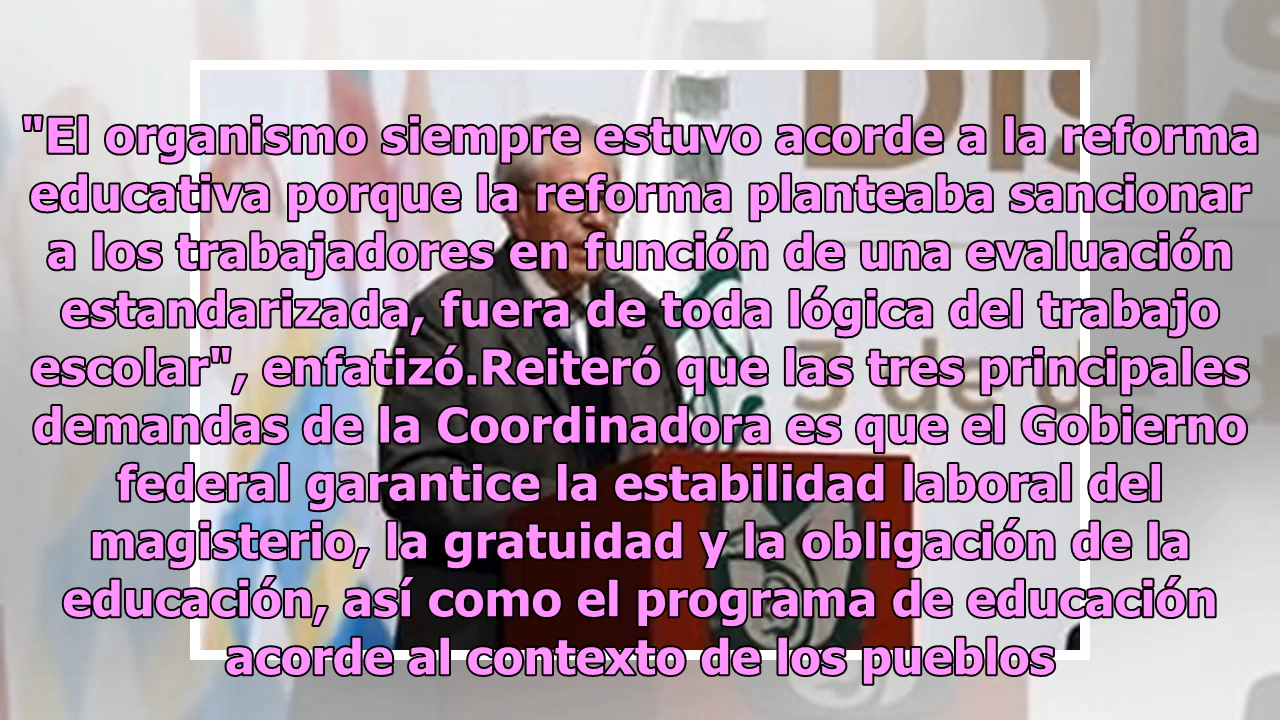 "El organismo siempre estuvo acorde a la reforma
educativa porque la reforma planteaba sancionar
a los trabajadores en función de una evaluación
estandarizada, fuera de toda lógica del trabajo
escolar", enfatizó.Reiteró que las tres principales
demandas de la Coordinadora es que el Gobierno
federal garantice la estabilidad laboral del
magisterio, la gratuidad y la obligación de la
educación, así como el programa de educación
acorde al contexto de los pueblos